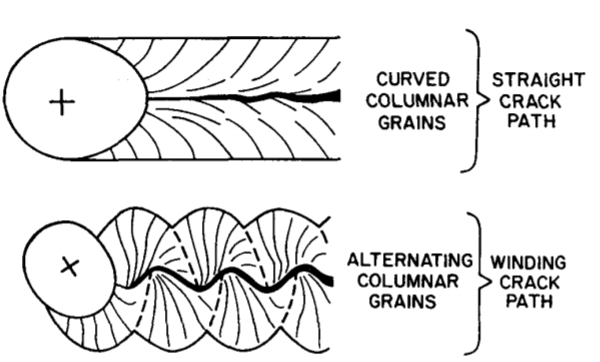 CURVED
COLUMNAR
GRAINS
STRAIGHT
CRACK
PATH
ALTERNATING
COLUMNAR
GRAINS
WINDING
CRACK
PATH